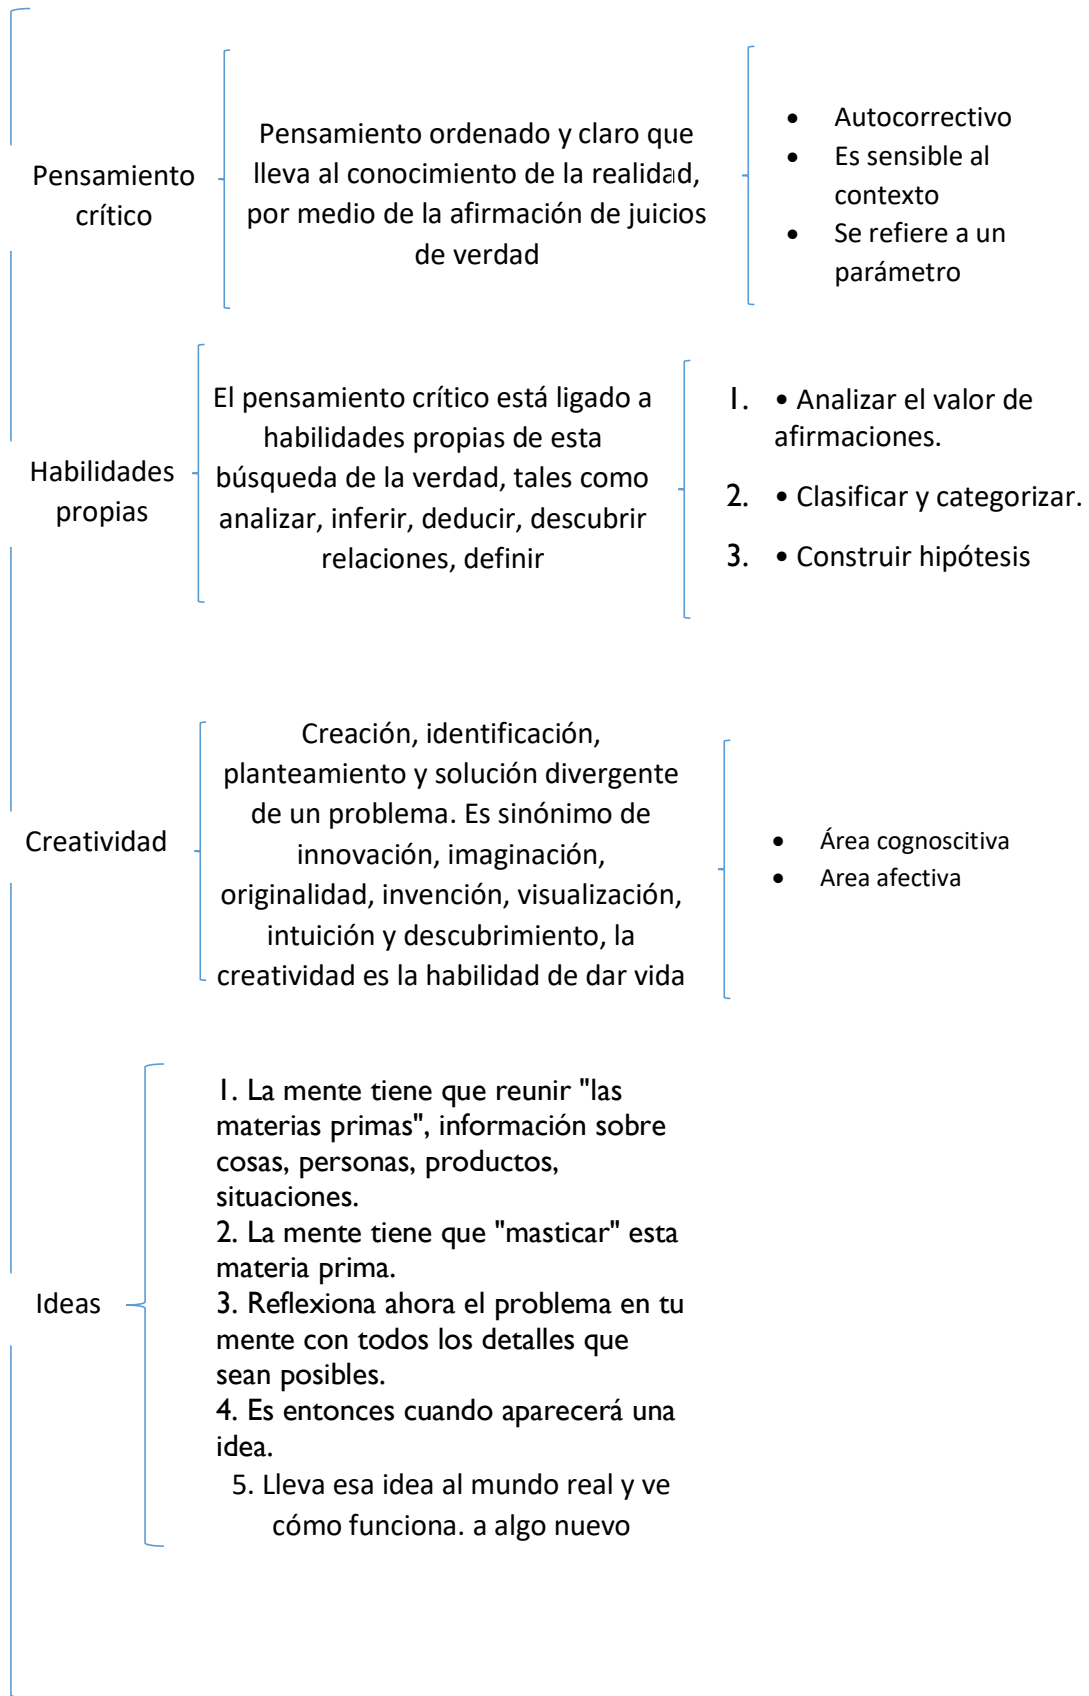 Pensamiento
crítico
Pensamiento ordenado y claro que
lleva al conocimiento de la realidad,
por medio de la afirmación de juicios
de verdad
• Autocorrectivo
• Es sensible al
contexto
• Se refiere a un
parámetro
Habilidades
propias
El pensamiento crítico está ligado a
habilidades propias de esta
búsqueda de la verdad, tales como
analizar, inferir, deducir, descubrir
relaciones, definir
1. • Analizar el valor de
afirmaciones.
2. • Clasificar y categorizar.
3. • Construir hipótesis
Creatividad
Creación, identificación,
planteamiento y solución divergente
de un problema. Es sinónimo de
innovación, imaginación,
originalidad, invención, visualización,
intuición y descubrimiento, la
creatividad es la habilidad de dar vida
• Área cognoscitiva
• Area afectiva
Ideas
1. La mente tiene que reunir "las
materias primas", información sobre
cosas, personas, productos,
situaciones.
2. La mente tiene que "masticar" esta
materia prima.
3. Reflexiona ahora el problema en tu
mente con todos los detalles que
sean posibles.
4. Es entonces cuando aparecerá una
idea.
5. Lleva esa idea al mundo real y ve
cómo funciona. a algo nuevo